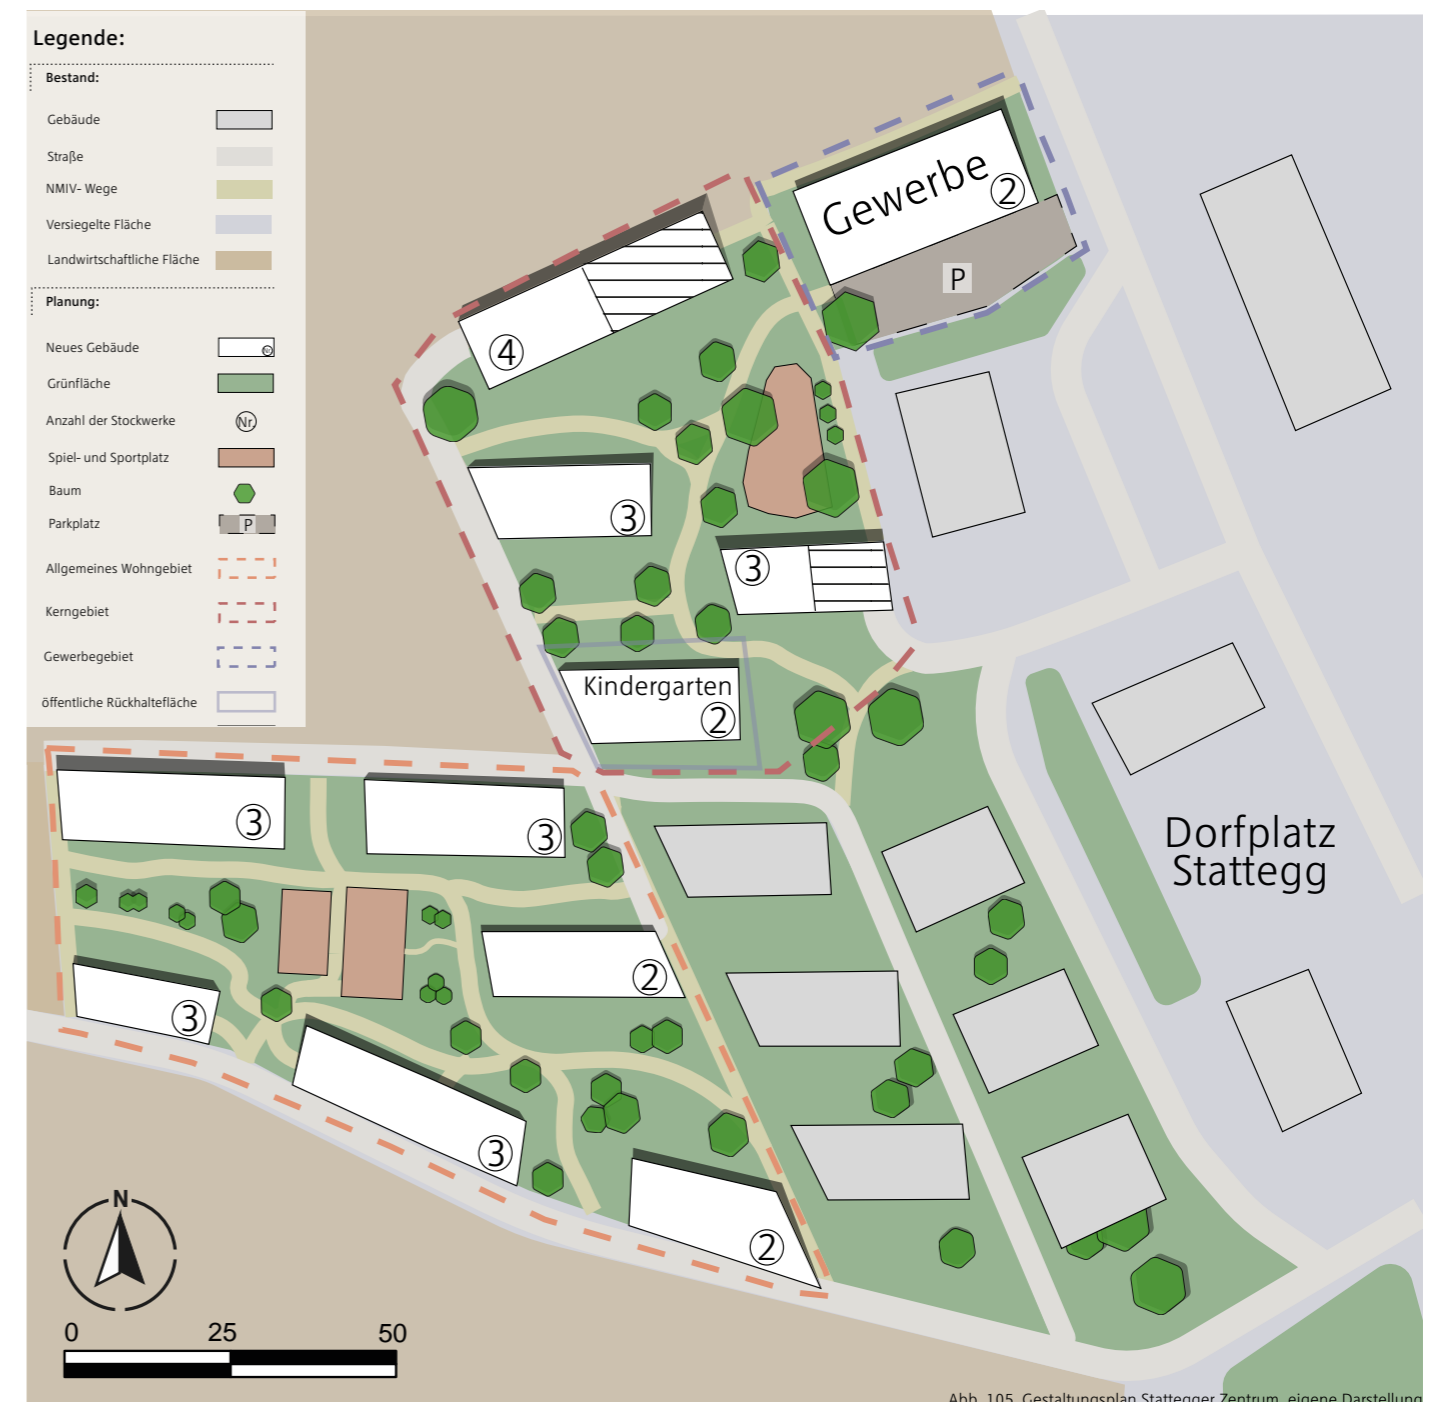 Legende:
Bestand:
Gebäude
Straße
NMIV- Wege
Versiegelte Fläche
Landwirtschaftliche Fläche
Planung:
Neues Gebäude
Nr.
Grünfläche
Anzahl der Stockwerke
Nr.
Spiel- und Sportplatz
Baum
Parkplatz
P
Allgemeines Wohngebiet
Kerngebiet
Gewerbegebiet
öffentliche Rückhaltefläche
Gewerbe
2
P
4
3
3
Kindergarten
2
3
3
2
3
3
2
Dorfplatz
Stattegg
N
0 25 50
Abb. 105 Gestaltungsplan Stattegger Zentrum, eigene Darstellung